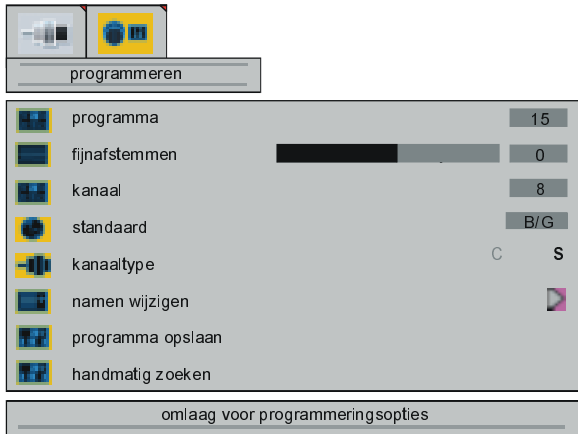 programmeren
programma 15
fijnafstemmen 0
kanaal 8
standaard B/G
kanaaltype C S
namen wijzigen
programma opslaan
handmatig zoeken
omlaag voor programmeringsopties